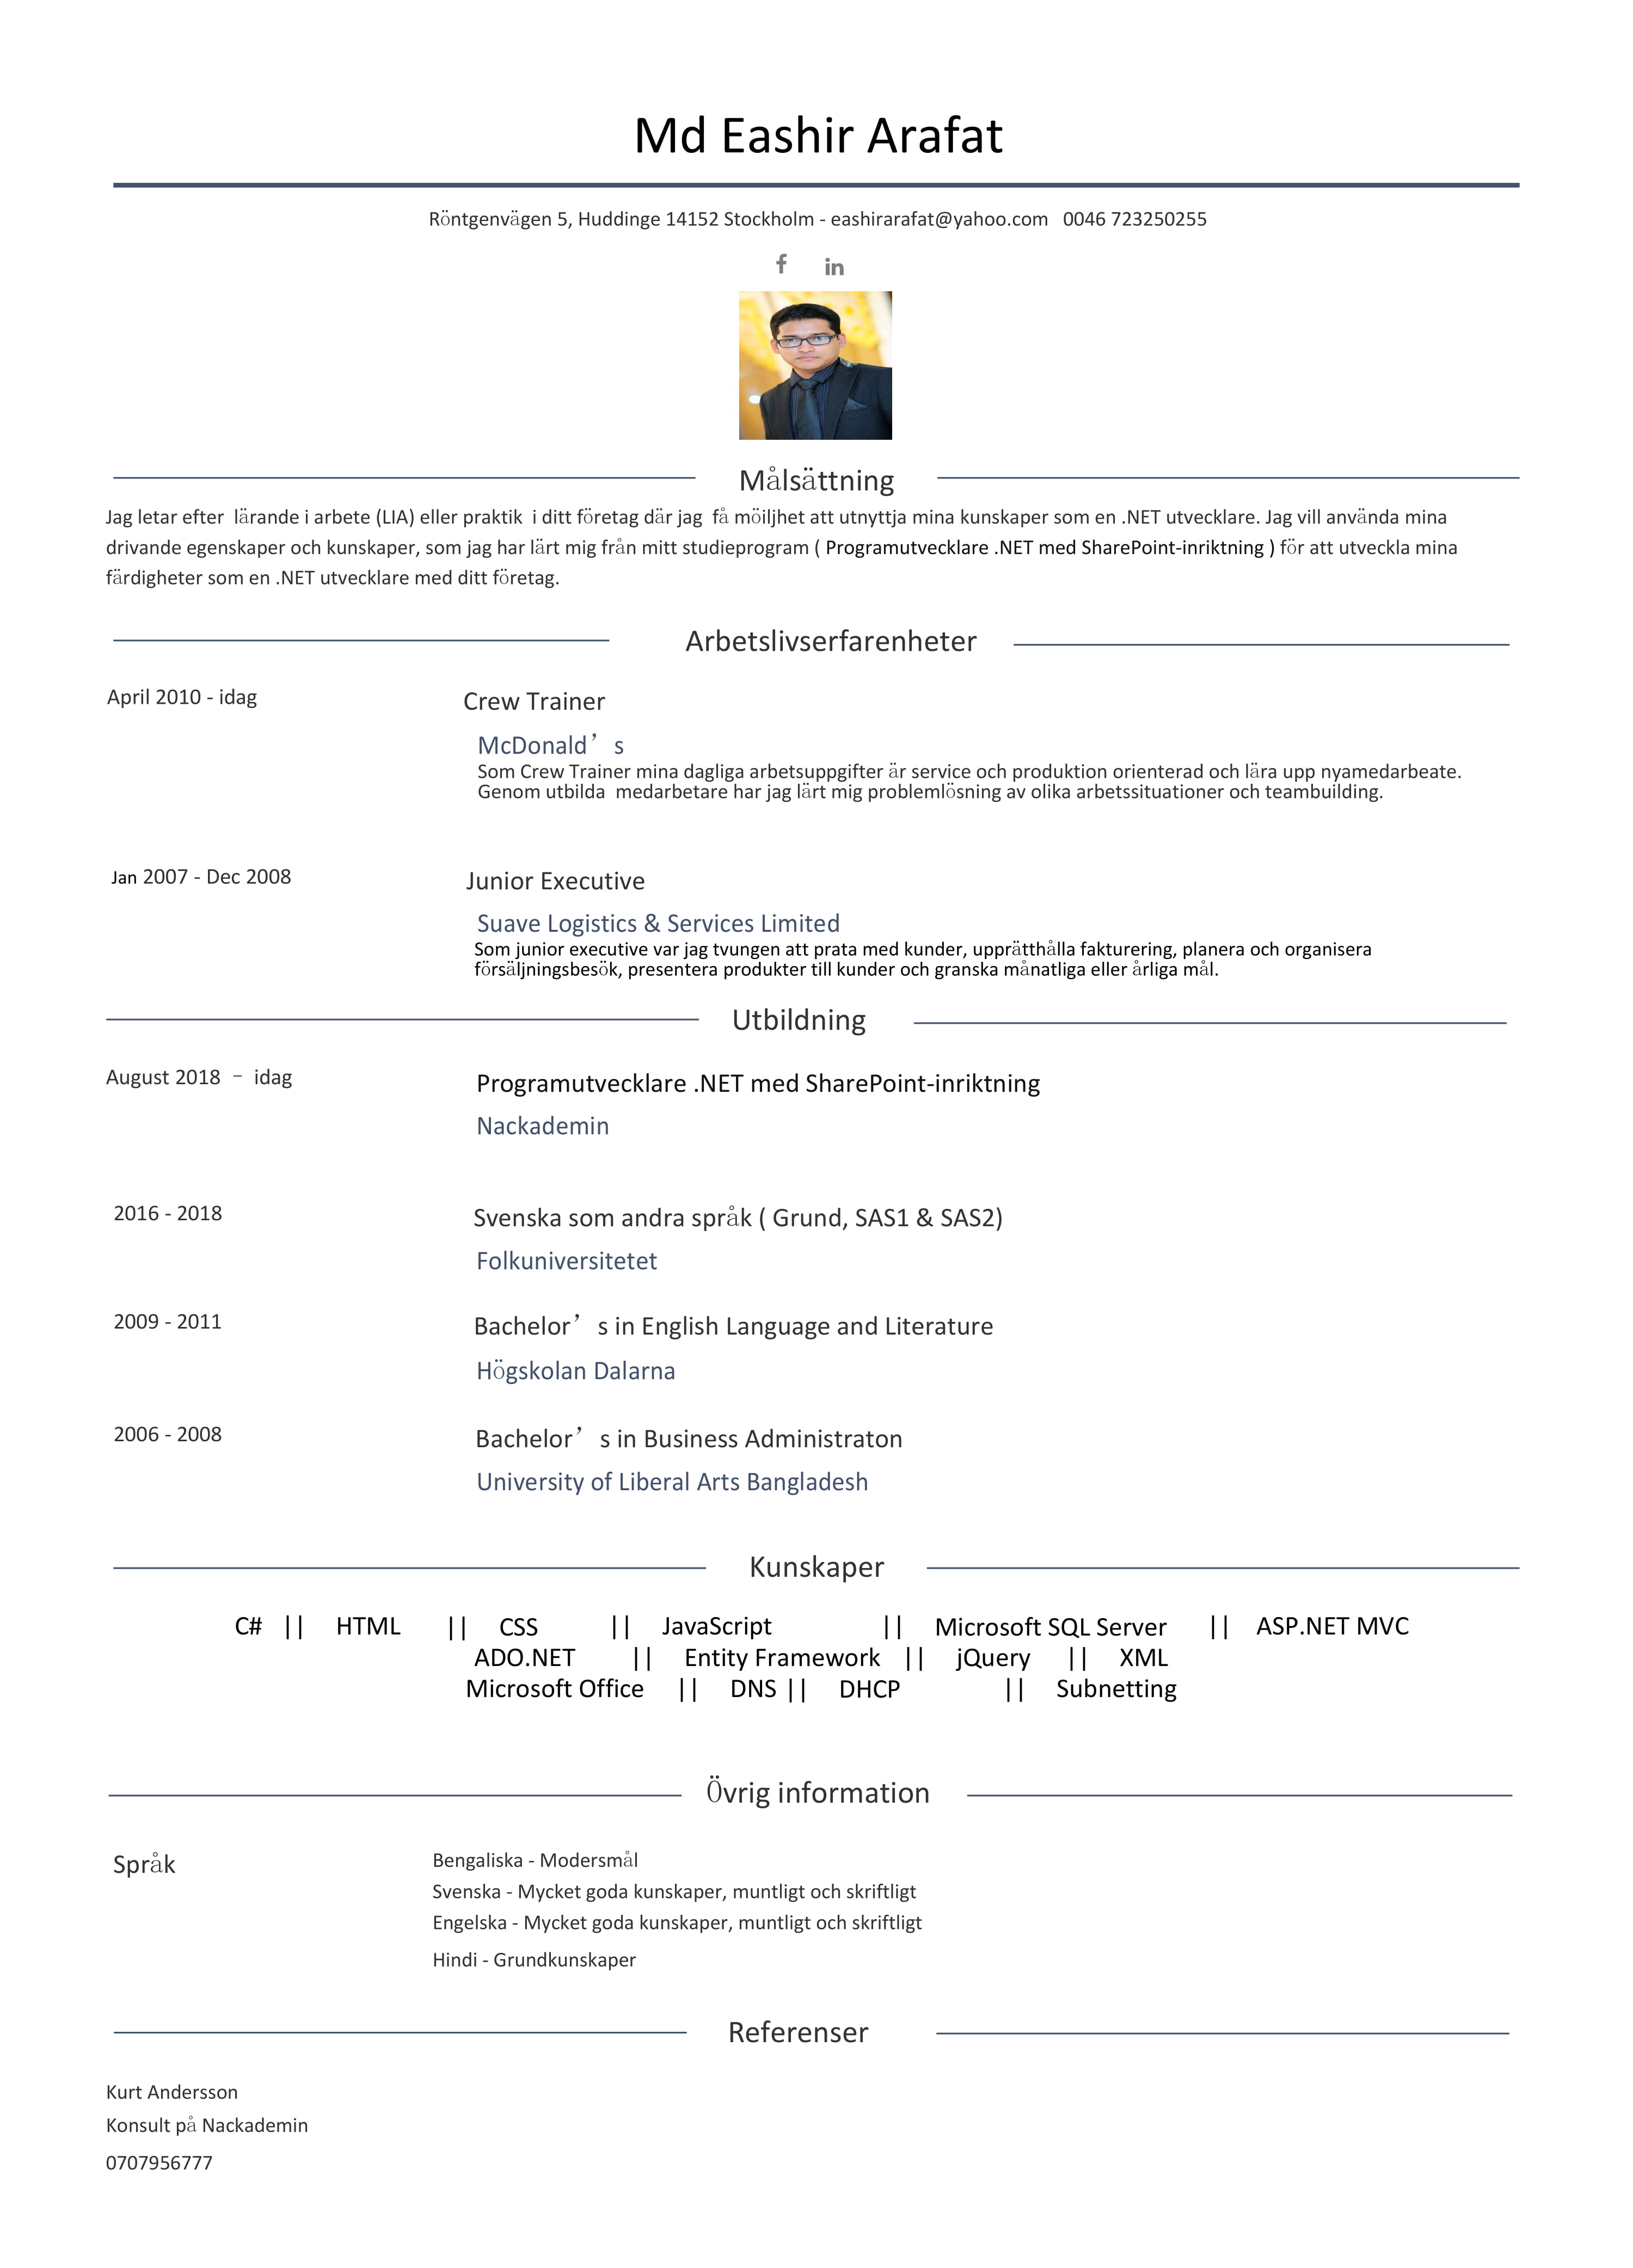 Md Eashir Arafat
Röntgenvägen 5, Huddinge 14152 Stockholm - eashirarafat@yahoo.com 0046 723250255
f in
Målsättning
Jag letar efter lärande i arbete (LIA) eller praktik i ditt företag där jag få möiljhet att utnyttja mina kunskaper som en .NET utvecklare. Jag vill använda mina
drivande egenskaper och kunskaper, som jag har lärt mig från mitt studieprogram ( Programutvecklare .NET med SharePoint-inriktning ) för att utveckla mina
färdigheter som en .NET utvecklare med ditt företag.
Arbetslivserfarenheter
April 2010 - idag Crew Trainer
McDonald’s
Som Crew Trainer mina dagliga arbetsuppgifter är service och produktion orienterad och lära upp nyamedarbeate.
Genom utbilda medarbetare har jag lärt mig problemlösning av olika arbetssituationer och teambuilding.
Jan 2007 - Dec 2008 Junior Executive
Suave Logistics & Services Limited
Som junior executive var jag tvungen att prata med kunder, upprätthålla fakturering, planera och organisera
försäljningsbesök, presentera produkter till kunder och granska månatliga eller årliga mål.
Utbildning
August 2018 – idag Programutvecklare .NET med SharePoint-inriktning
Nackademin
2016 - 2018 Svenska som andra språk ( Grund, SAS1 & SAS2)
Folkuniversitetet
2009 - 2011 Bachelor’s in English Language and Literature
Högskolan Dalarna
2006 - 2008 Bachelor’s in Business Administraton
University of Liberal Arts Bangladesh
Kunskaper
C# || HTML || CSS || JavaScript || Microsoft SQL Server || ASP.NET MVC
ADO.NET || Entity Framework || jQuery || XML
Microsoft Office || DNS || DHCP || Subnetting
Övrig information
Språk Bengaliska - Modersmål
Svenska - Mycket goda kunskaper, muntligt och skriftligt
Engelska - Mycket goda kunskaper, muntligt och skriftligt
Hindi - Grundkunskaper
Referenser
Kurt Andersson
Konsult på Nackademin
0707956777